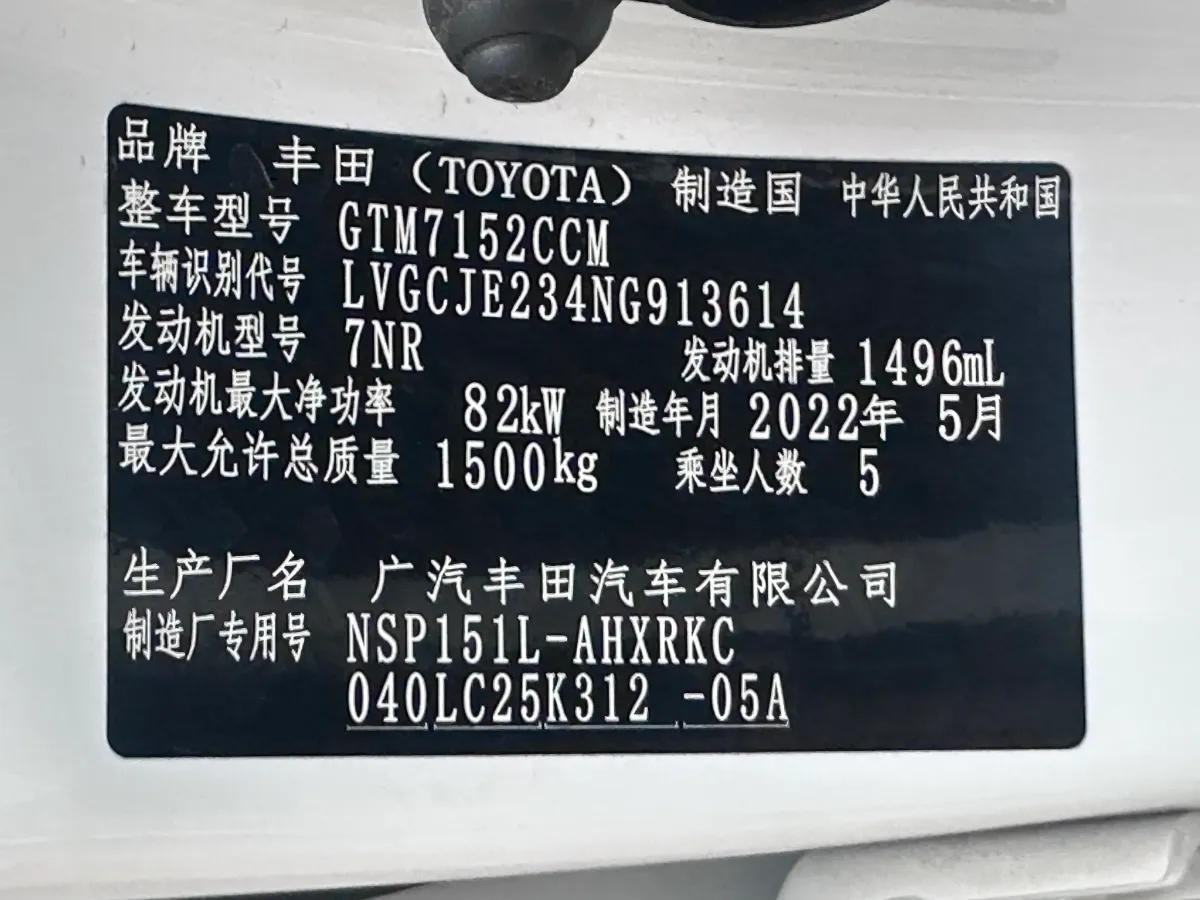 品牌 丰田（TOYOTA） 制造国 中华人民共和国
整车型号 GTM7152CCM
车辆识别代号 LVGCJE234NG913614
发动机型号 7NR 发动机排量 1496mL
发动机最大净功率 82kW 制造年月 2022年 5月
最大允许总质量 1500kg 乘坐人数 5
生产厂名 广汽丰田汽车有限公司
制造厂专用号 NSP151L-AHXRKC
040LC25K312 -05A